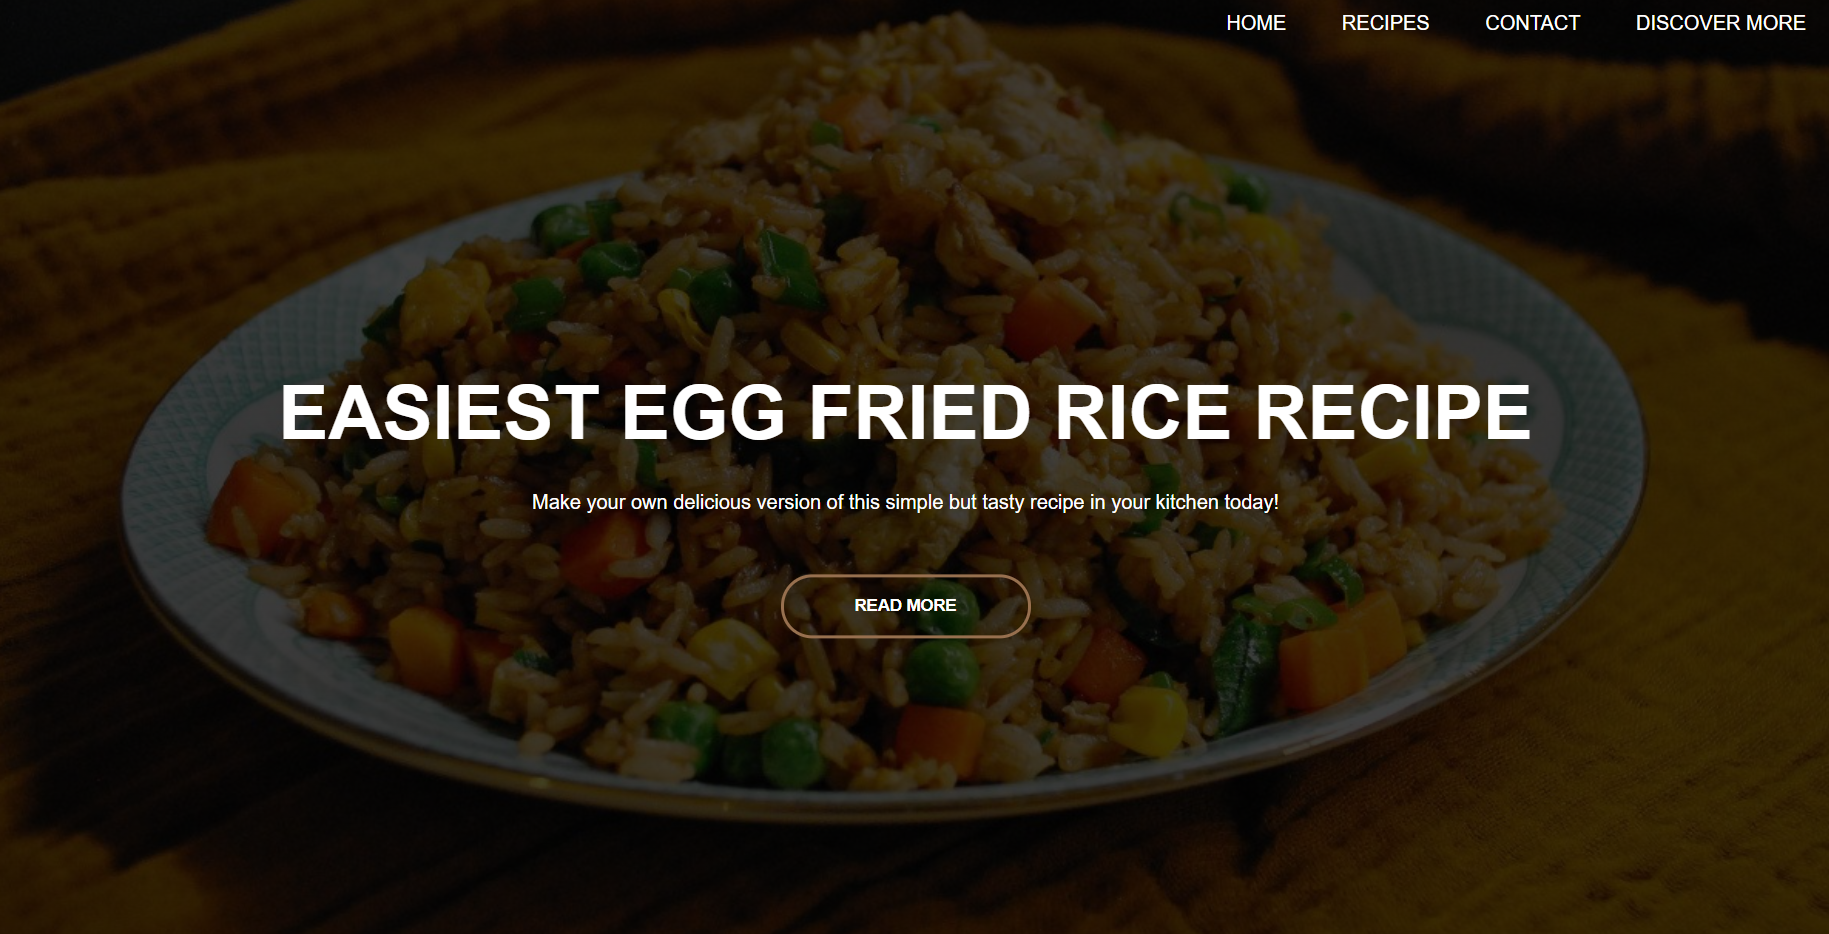 HOME RECIPES CONTACT DISCOVER MORE
EASIEST EGG FRIED RICE RECIPE
Make your own delicious version of this simple but tasty recipe in your kitchen today!
READ MORE